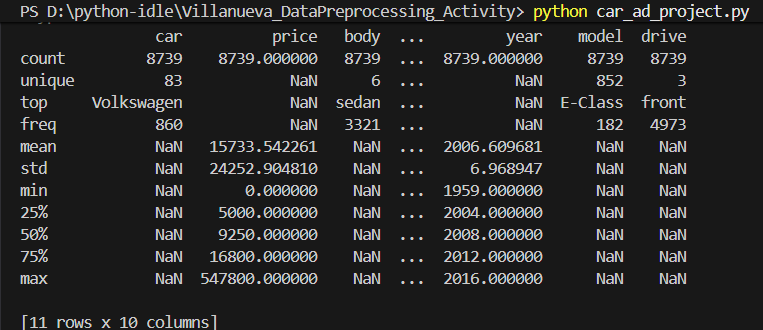 PS D:\python-idle\Villanueva_DataPreprocessing_Activity> python car_ad_project.py
car price body ... year model drive
count 8739 8739.000000 8739 ... 8739.000000 8739 8739
unique 83 NaN 6 ... NaN 852 3
top Volkswagen NaN sedan ... NaN E-Class front
freq 860 NaN 3321 ... NaN 182 4973
mean NaN 15733.542261 NaN ... 2006.609681 NaN NaN
std NaN 24252.904810 NaN ... 6.968947 NaN NaN
min NaN 0.000000 NaN ... 1959.000000 NaN NaN
25% NaN 5000.000000 NaN ... 2004.000000 NaN NaN
50% NaN 9250.000000 NaN ... 2008.000000 NaN NaN
75% NaN 16800.000000 NaN ... 2012.000000 NaN NaN
max NaN 547800.000000 NaN ... 2016.000000 NaN NaN
[11 rows x 10 columns]